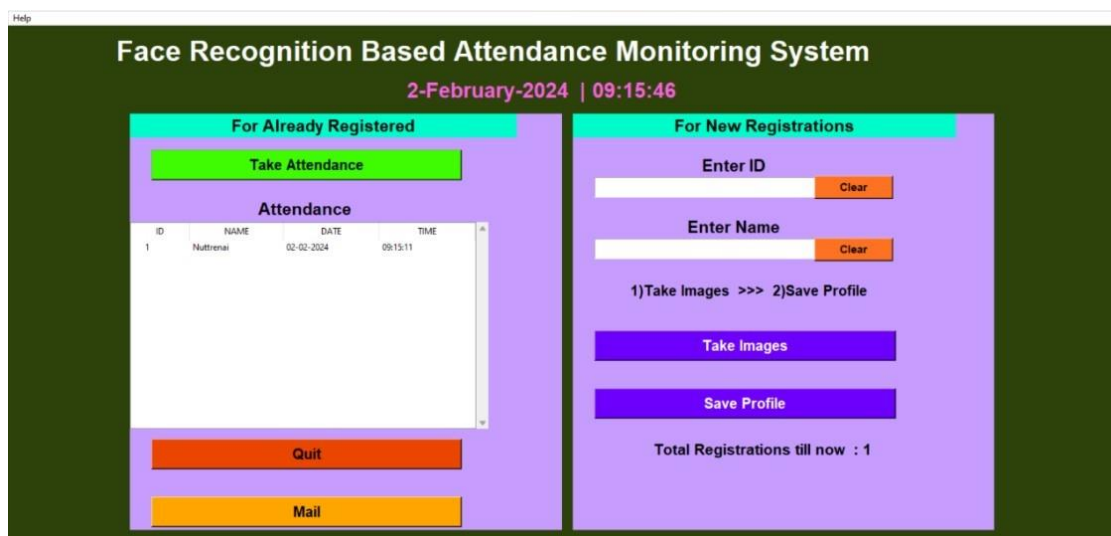 Help
Face Recognition Based Attendance Monitoring System
2-February-2024 | 09:15:46
For Already Registered
Take Attendance
Attendance
ID NAME DATE TIME
1 Nuttrenai 02-02-2024 09:15:11
Quit
Mail
For New Registrations
Enter ID
Clear
Enter Name
Clear
1)Take Images >>> 2)Save Profile
Take Images
Save Profile
Total Registrations till now : 1